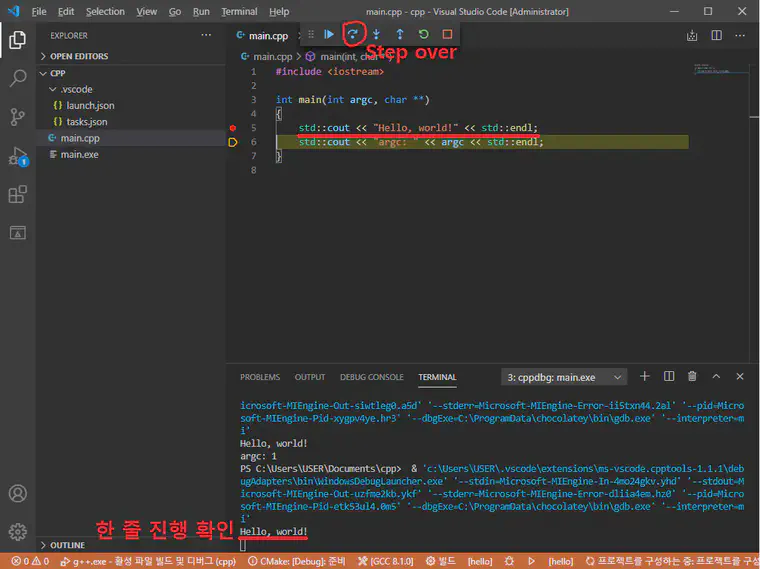 File Edit Selection View Go Run Terminal Help
main.cpp - cpp - Visual Studio Code [Administrator]
EXPLORER
OPEN EDITORS
CPP
.vscode
launch.json
tasks.json
main.cpp
main.exe
OUTLINE
1
main.cpp
Step over
main.cpp > main(int, char **)
1 #include <iostream>
2
3 int main(int argc, char **)
4 {
5 std::cout << "Hello, world!" << std::endl;
6 std::cout << "argc: " << argc << std::endl;
7 }
8
PROBLEMS OUTPUT DEBUG CONSOLE TERMINAL 3: cppdbg: main.exe
icrosoft-MIEngine-Out-siwtleg0.a5d' '--stderr=Microsoft-MIEngine-Error-ii5txn44.2al' '--pid=Micro
soft-MIEngine-Pid-xygpv4ye.hr3' '--dbgExe=C:\ProgramData\chocolatey\bin\gdb.exe' '--interpreter=m
i'
Hello, world!
argc: 1
PS C:\Users\USER\Documents\cpp> & 'c:\Users\USER\.vscode\extensions\ms-vscode.cpptools-1.1.1\deb
ugAdapters\bin\WindowsDebugLauncher.exe' '--stdin=Microsoft-MIEngine-In-4mo24gkv.yhd' '--stdout=M
icrosoft-MIEngine-Out-uzfme2kb.ykf' '--stderr=Microsoft-MIEngine-Error-dliia4em.hz0' '--pid=Micro
soft-MIEngine-Pid-etk53ul4.0m5' '--dbgExe=C:\ProgramData\chocolatey\bin\gdb.exe' '--interpreter=m
i'
한 줄 진행 확인 Hello, world!
0 0 g++.exe - 활성 파일 빌드 및 디버그 (cpp) CMake: [Debug]: 준비 [GCC 8.1.0] 빌드 [hello] [hello] 프로젝트를 구성하는 중: 프로젝트를 구성